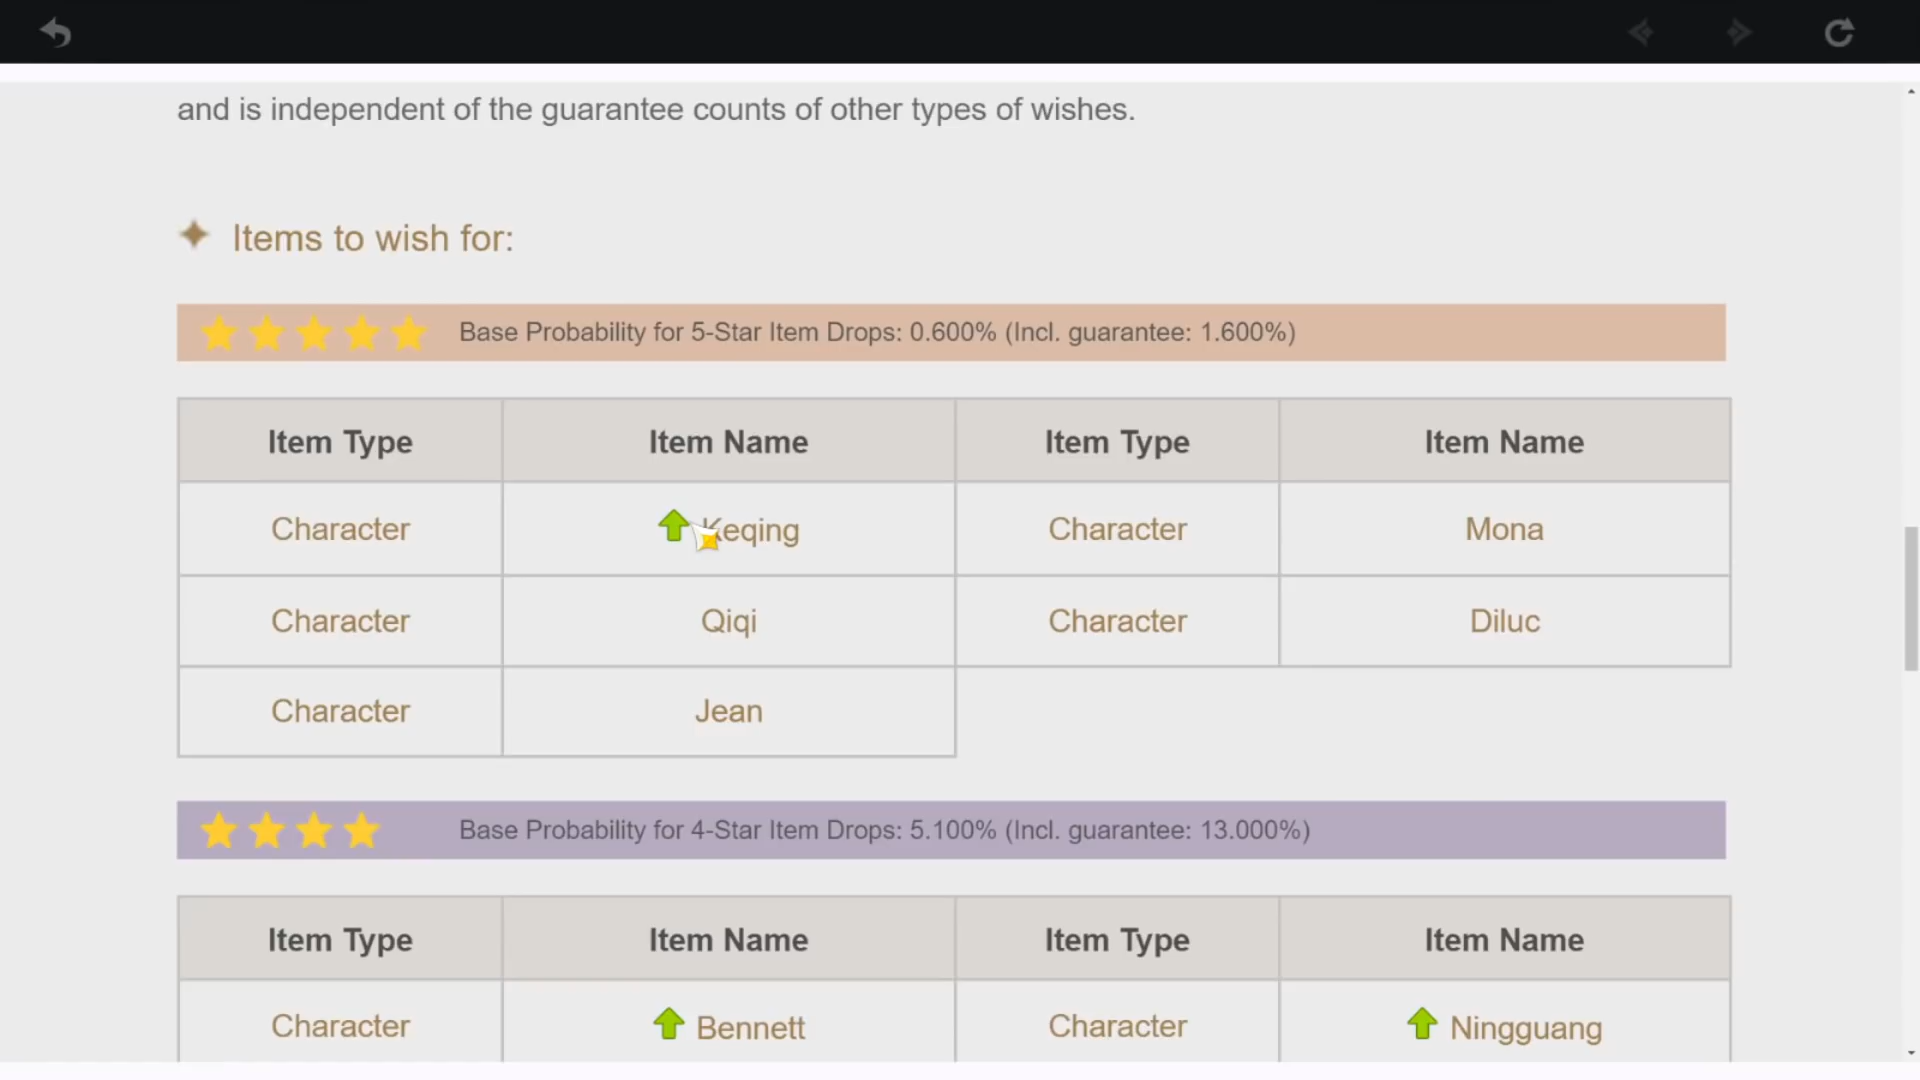 and is independent of the guarantee counts of other types of wishes.
Items to wish for:
Base Probability for 5-Star Item Drops: 0.600% (Incl. guarantee: 1.600%)
Item Type Item Name Item Type Item Name
Character Keqing Character Mona
Character Qiqi Character Diluc
Character Jean
Base Probability for 4-Star Item Drops: 5.100% (Incl. guarantee: 13.000%)
Item Type Item Name Item Type Item Name
Character Bennett Character Ningguang